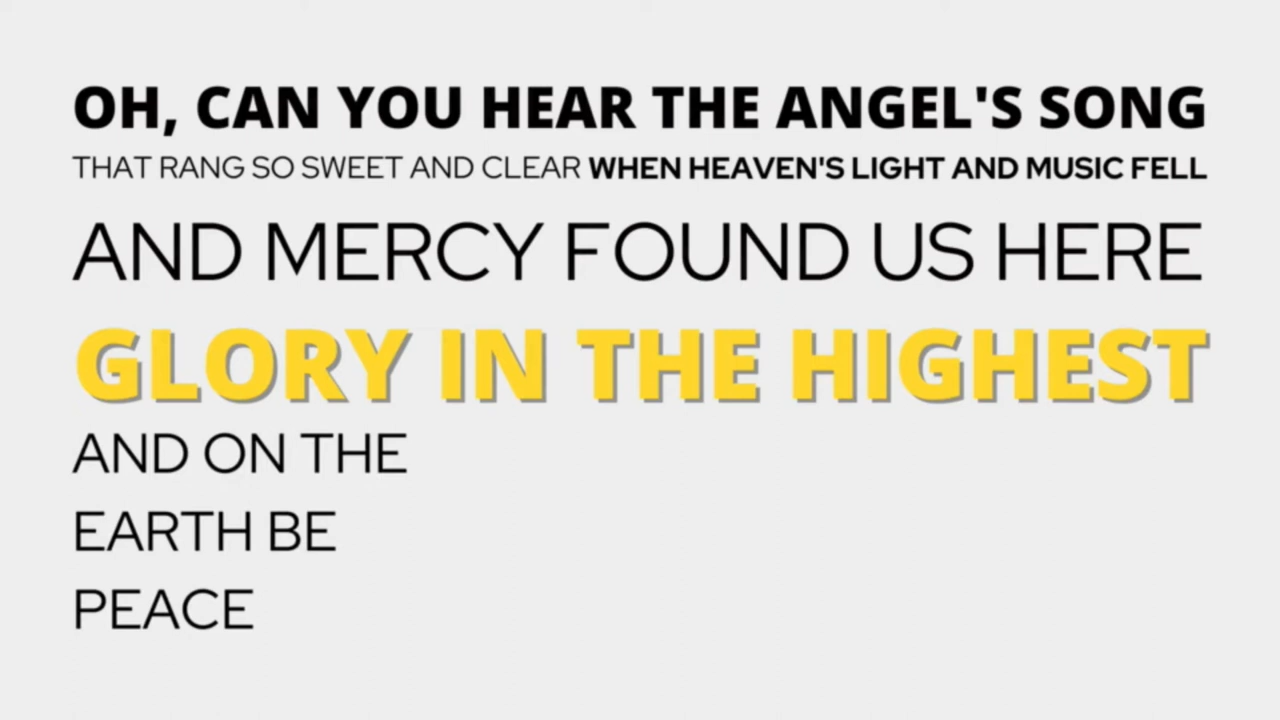 OH, CAN YOU HEAR THE ANGEL'S SONG
THAT RANG SO SWEET AND CLEAR WHEN HEAVEN'S LIGHT AND MUSIC FELL
AND MERCY FOUND US HERE
GLORY IN THE HIGHEST
AND ON THE
EARTH BE
PEACE